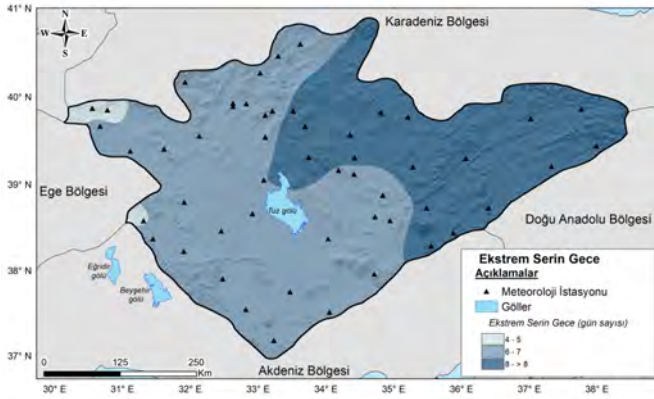 41° N
40° N
39° N
38° N
37° N
N
W E
S
Karadeniz Bölgesi
Ege Bölgesi
Tuz gölü
Doğu Anadolu Bölgesi
Eğirdir gölü
Beyşehir gölü
Akdeniz Bölgesi
Ekstrem Serin Gece
Açıklamalar
Meteoroloji İstasyonu
Göller
Ekstrem Serin Gece (gün sayısı)
4 - 5
6 - 7
8 - > 8
0 125 250
Km
30° E 31° E 32° E 33° E 34° E 35° E 36° E 37° E 38° E